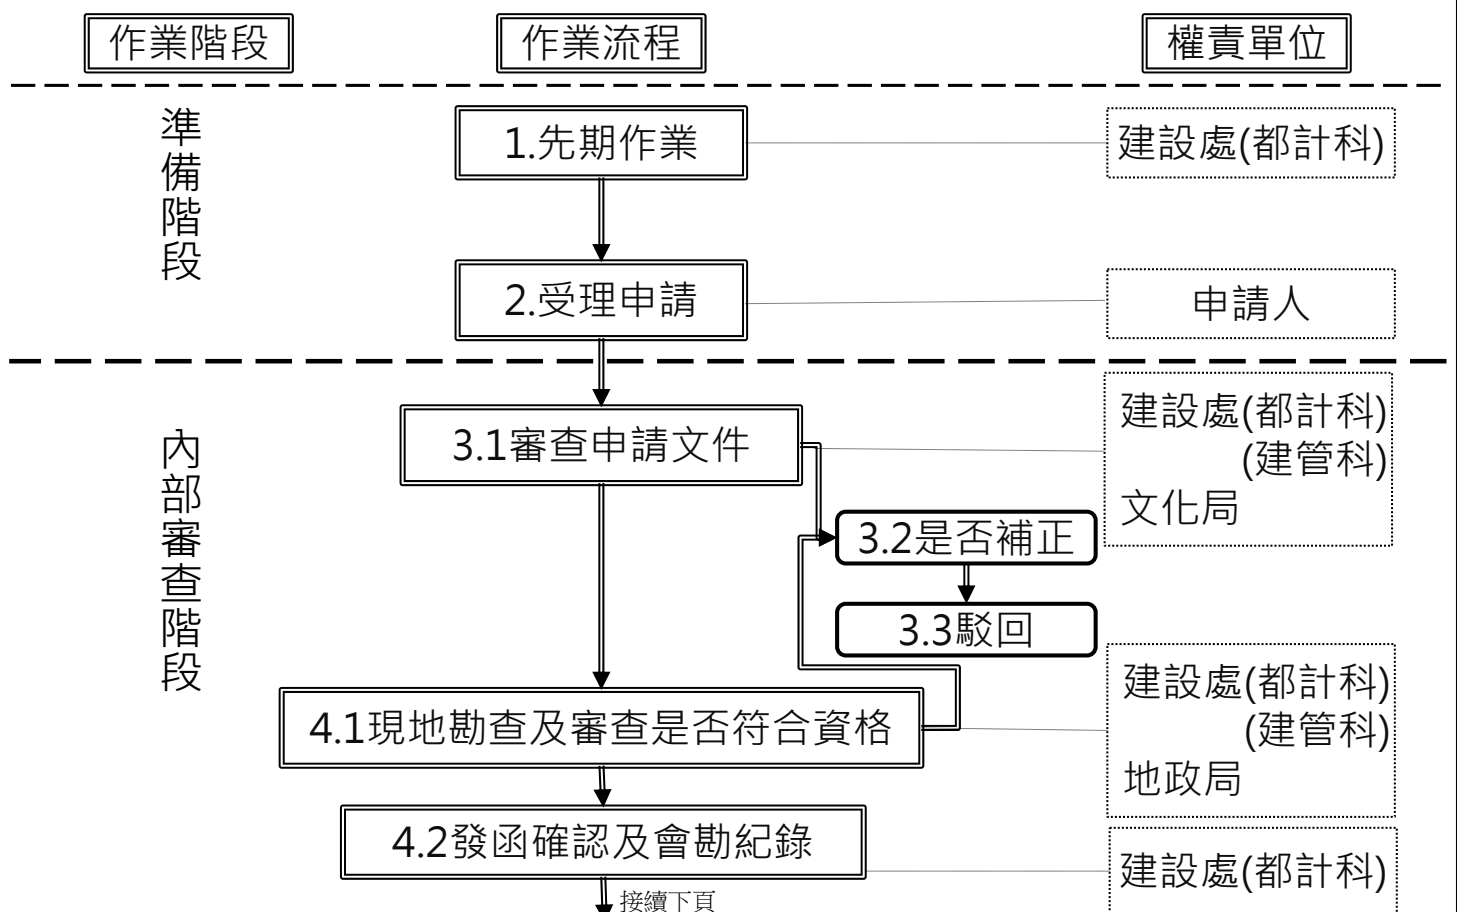 作業階段
作業流程
權責單位
準備階段
1.先期作業
建設處(都計科)
2.受理申請
申請人
內部審查階段
3.1審查申請文件
建設處(都計科)
(建管科)
文化局
3.2是否補正
3.3駁回
4.1現地勘查及審查是否符合資格
建設處(都計科)
(建管科)
地政局
4.2發函確認及會勘紀錄
建設處(都計科)
接續下頁